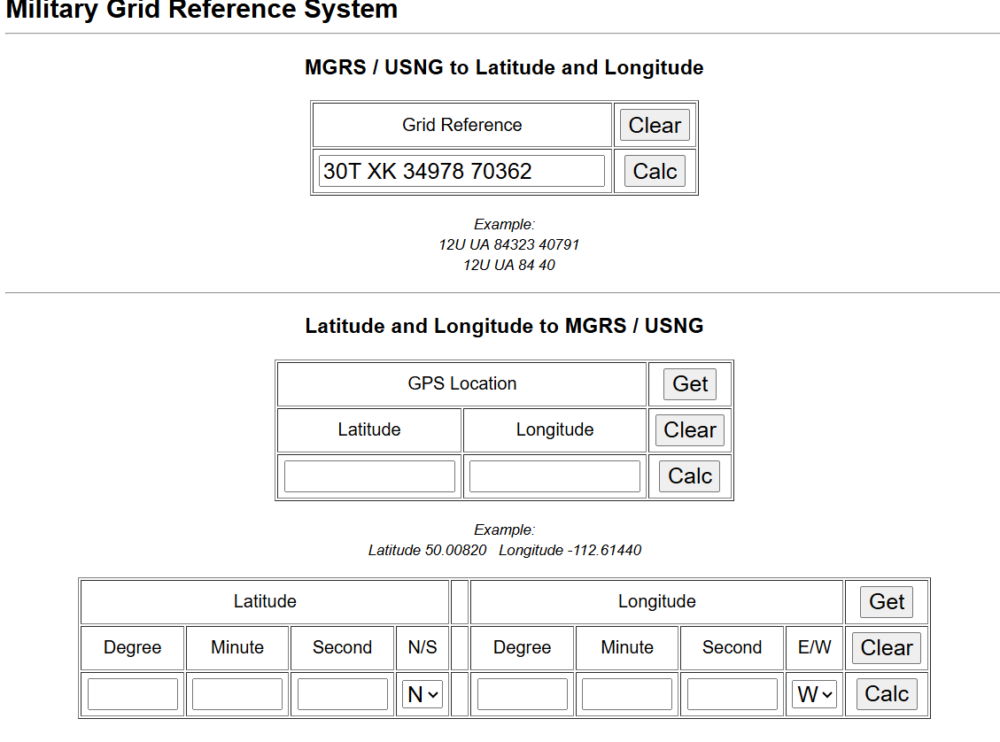 Military Grid Reference System
MGRS / USNG to Latitude and Longitude
Grid Reference Clear
30T XK 34978 70362 Calc
Example:
12U UA 84323 40791
12U UA 84 40
Latitude and Longitude to MGRS / USNG
GPS Location Get
Latitude Longitude Clear
Calc
Example:
Latitude 50.00820 Longitude -112.61440
Latitude Longitude Get
Degree Minute Second N/S Degree Minute Second E/W Clear
N W Calc